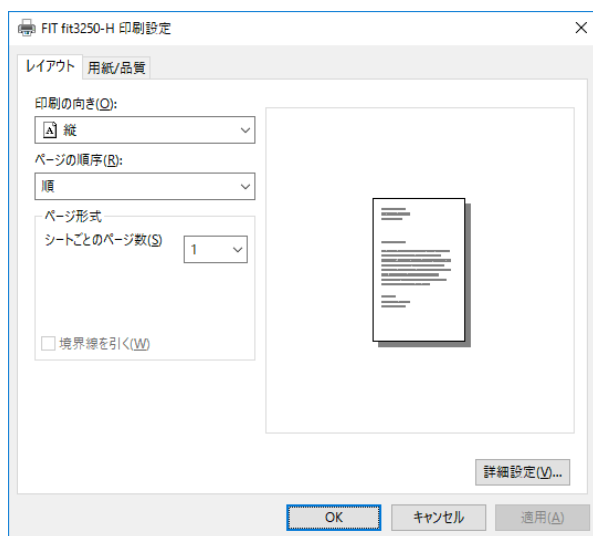 FIT fit3250-H 印刷設定
レイアウト 用紙/品質
印刷の向き(O):
縦
ページの順序(R):
順
ページ形式
シートごとのページ数(S)
1
境界線を引く(W)
詳細設定(V)...
OK キャンセル 適用(A)